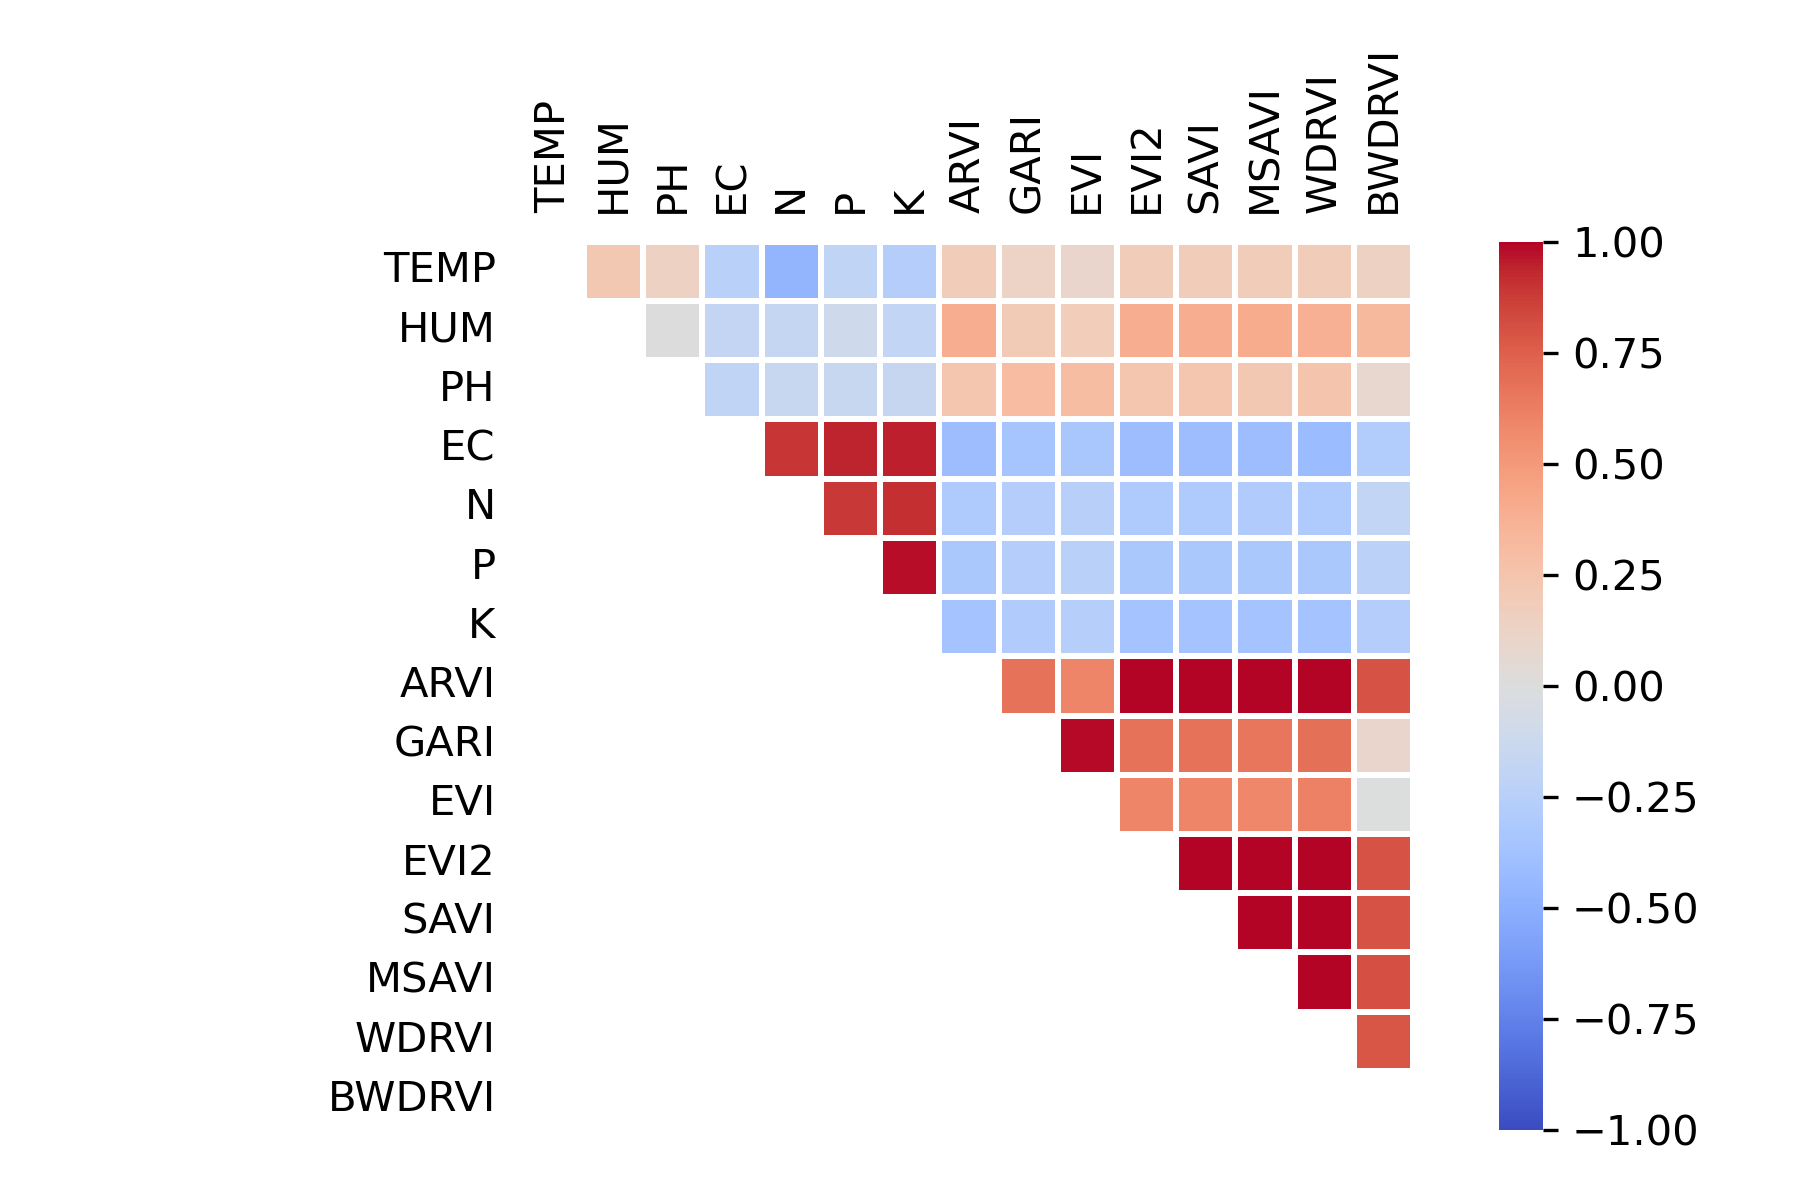 TEMP
HUM
PH
EC
N
P
K
ARVI
GARI
EVI
EVI2
SAVI
MSAVI
WDRVI
BWDRVI
TEMP
HUM
PH
EC
N
P
K
ARVI
GARI
EVI
EVI2
SAVI
MSAVI
WDRVI
BWDRVI
1.00
0.75
0.50
0.25
0.00
−0.25
−0.50
−0.75
−1.00